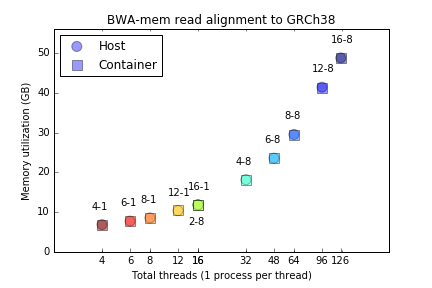 BWA-mem read alignment to GRCh38
Host
Container
Memory utilization (GB)
50
40
30
20
10
0
16-8
12-8
8-8
6-8
4-8
4-1
6-1
8-1
12-1
16-1
2-8
4 6 8 12 16 32 48 64 96 126
Total threads (1 process per thread)